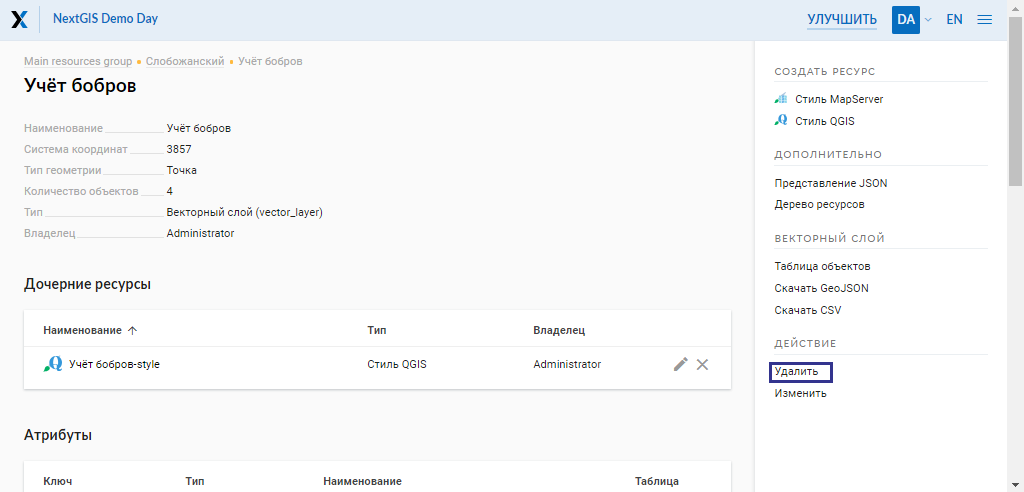 NextGIS Demo Day
УЛУЧШИТЬ
DA
EN
Main resources group • Слобожанский • Учёт бобров
Учёт бобров
Наименование Учёт бобров
Система координат 3857
Тип геометрии Точка
Количество объектов 4
Тип Векторный слой (vector_layer)
Владелец Administrator
Дочерние ресурсы
Наименование Тип Владелец
Учёт бобров-style Стиль QGIS Administrator
Атрибуты
Ключ Тип Наименование Таблица
СОЗДАТЬ РЕСУРС
Стиль MapServer
Стиль QGIS
ДОПОЛНИТЕЛЬНО
Представление JSON
Дерево ресурсов
ВЕКТОРНЫЙ СЛОЙ
Таблица объектов
Скачать GeoJSON
Скачать CSV
ДЕЙСТВИЕ
Удалить
Изменить